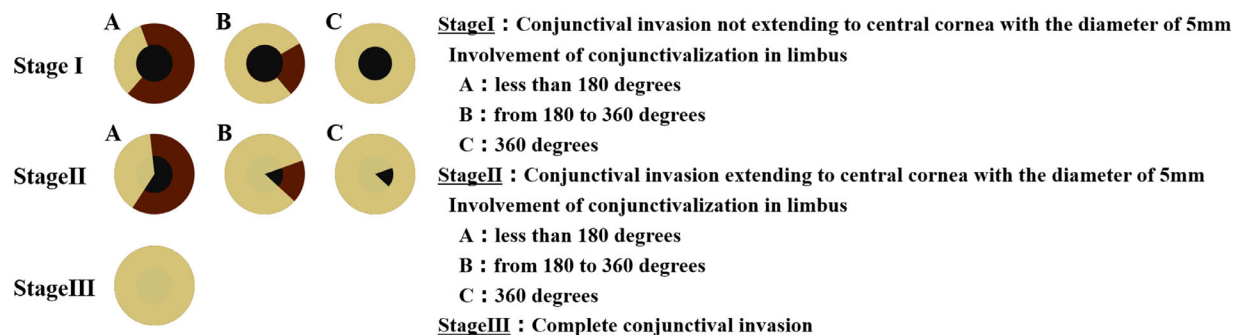 A B C
Stage I
A B C
StageII
StageIII
StageI：Conjunctival invasion not extending to central cornea with the diameter of 5mm
Involvement of conjunctivalization in limbus
A：less than 180 degrees
B：from 180 to 360 degrees
C：360 degrees
StageII：Conjunctival invasion extending to central cornea with the diameter of 5mm
Involvement of conjunctivalization in limbus
A：less than 180 degrees
B：from 180 to 360 degrees
C：360 degrees
StageIII：Complete conjunctival invasion